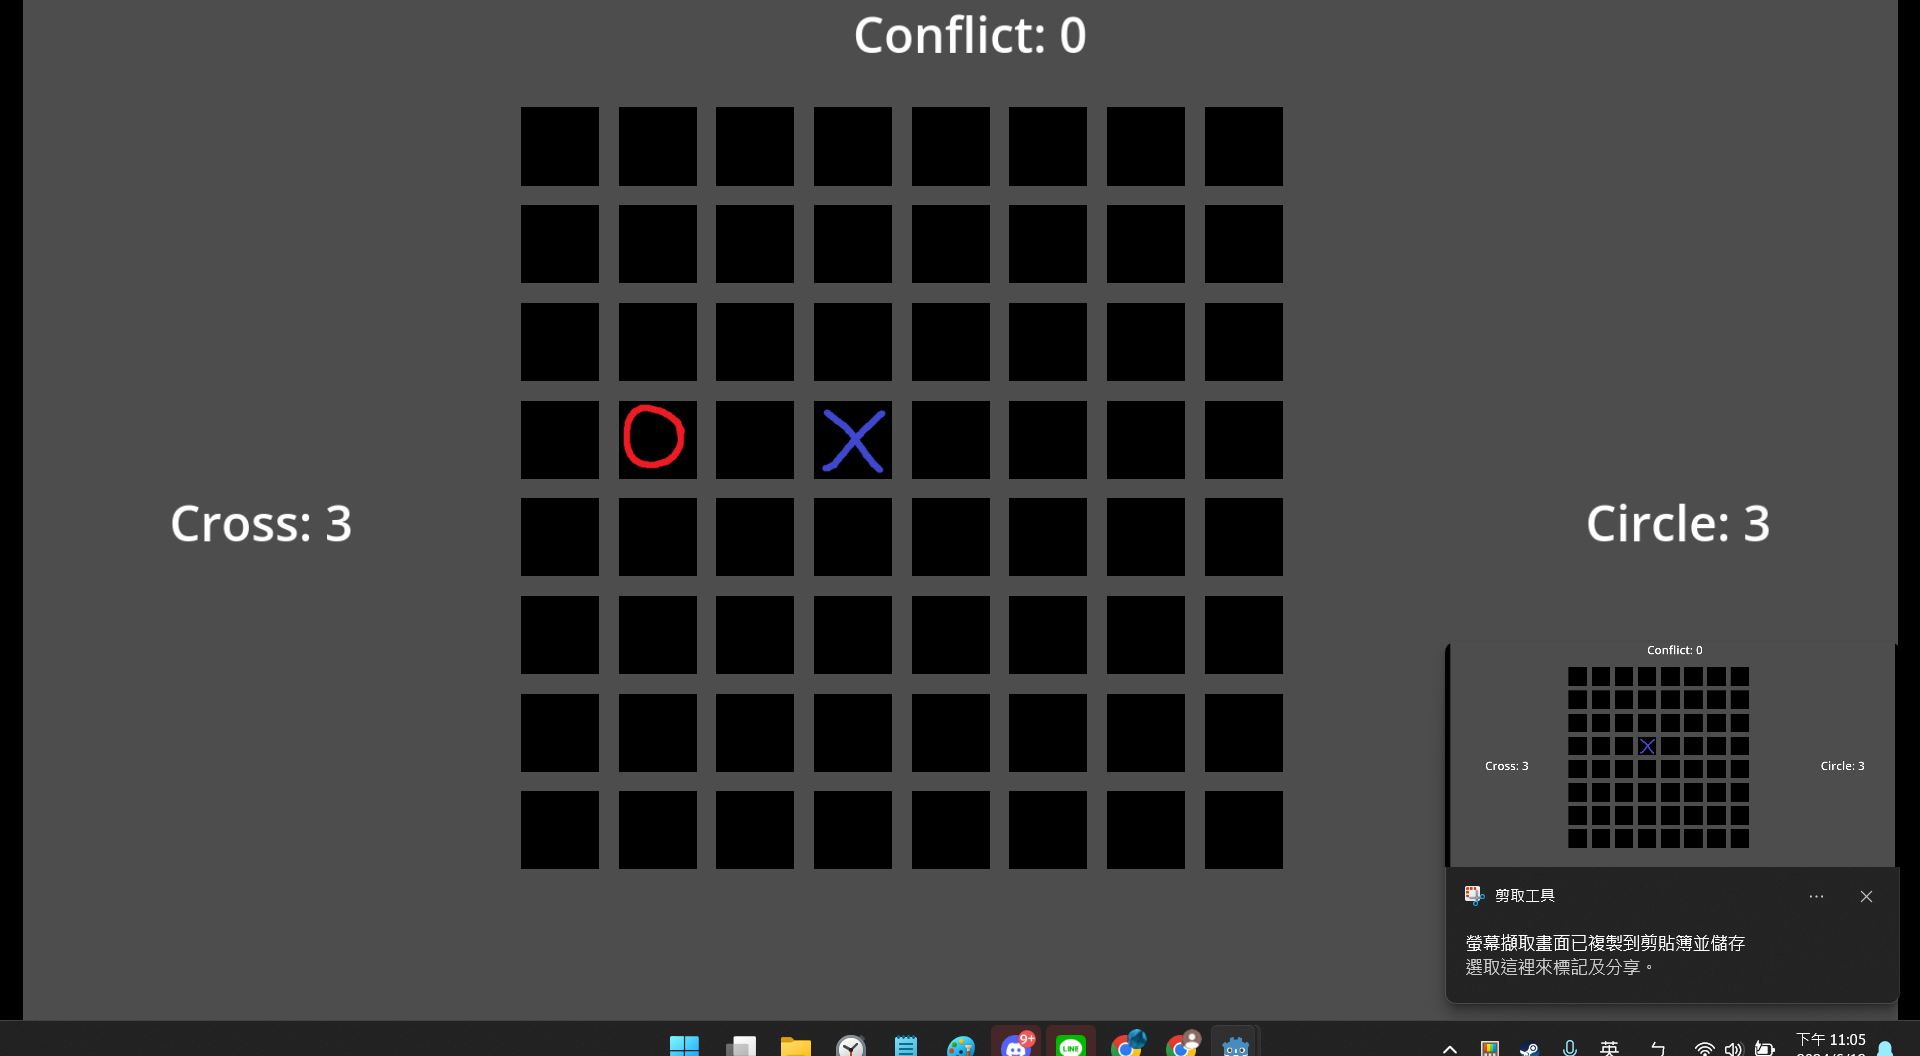 Conflict: 0
Cross: 3
Circle: 3
Conflict: 0
Cross: 3
Circle: 3
剪取工具
螢幕擷取畫面已複製到剪貼簿並儲存
選取這裡來標記及分享。
9+
LINE
英
ㄅ
下午 11:05